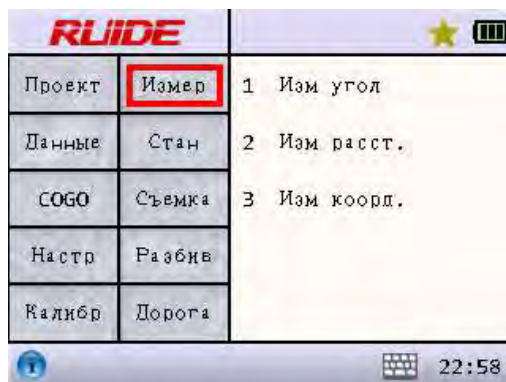 RUIDE
Проект Измер 1 Изм угол
Данные Стан 2 Изм расст.
COGO Съемка 3 Изм коорд.
Настр Разбив
Калибр Дорога
22:58